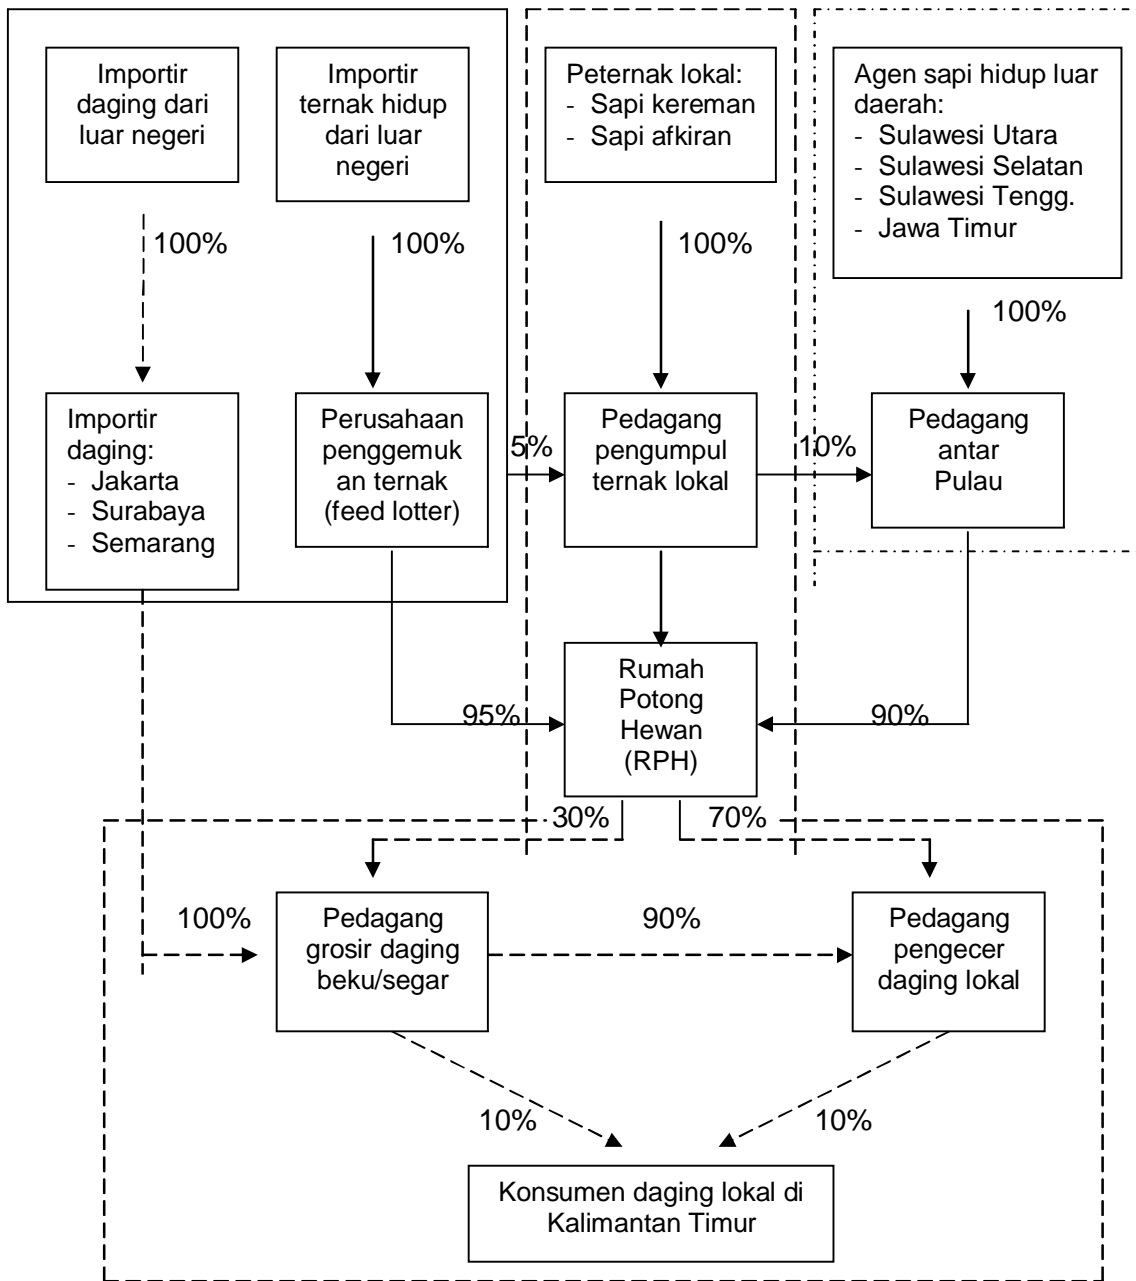 Importir
daging dari
luar negeri
Importir
ternak hidup
dari luar
negeri
Peternak lokal:
- Sapi kereman
- Sapi afkiran
Agen sapi hidup luar
daerah:
- Sulawesi Utara
- Sulawesi Selatan
- Sulawesi Tengg.
- Jawa Timur
100%
100%
100%
100%
Importir
daging:
- Jakarta
- Surabaya
- Semarang
Perusahaan
penggemuk
an ternak
(feed lotter)
5%
Pedagang
pengumpul
ternak lokal
10%
Pedagang
antar
Pulau
95%
Rumah
Potong
Hewan
(RPH)
90%
30%
70%
100%
Pedagang
grosir daging
beku/segar
90%
Pedagang
pengecer
daging lokal
10%
10%
Konsumen daging lokal di
Kalimantan Timur